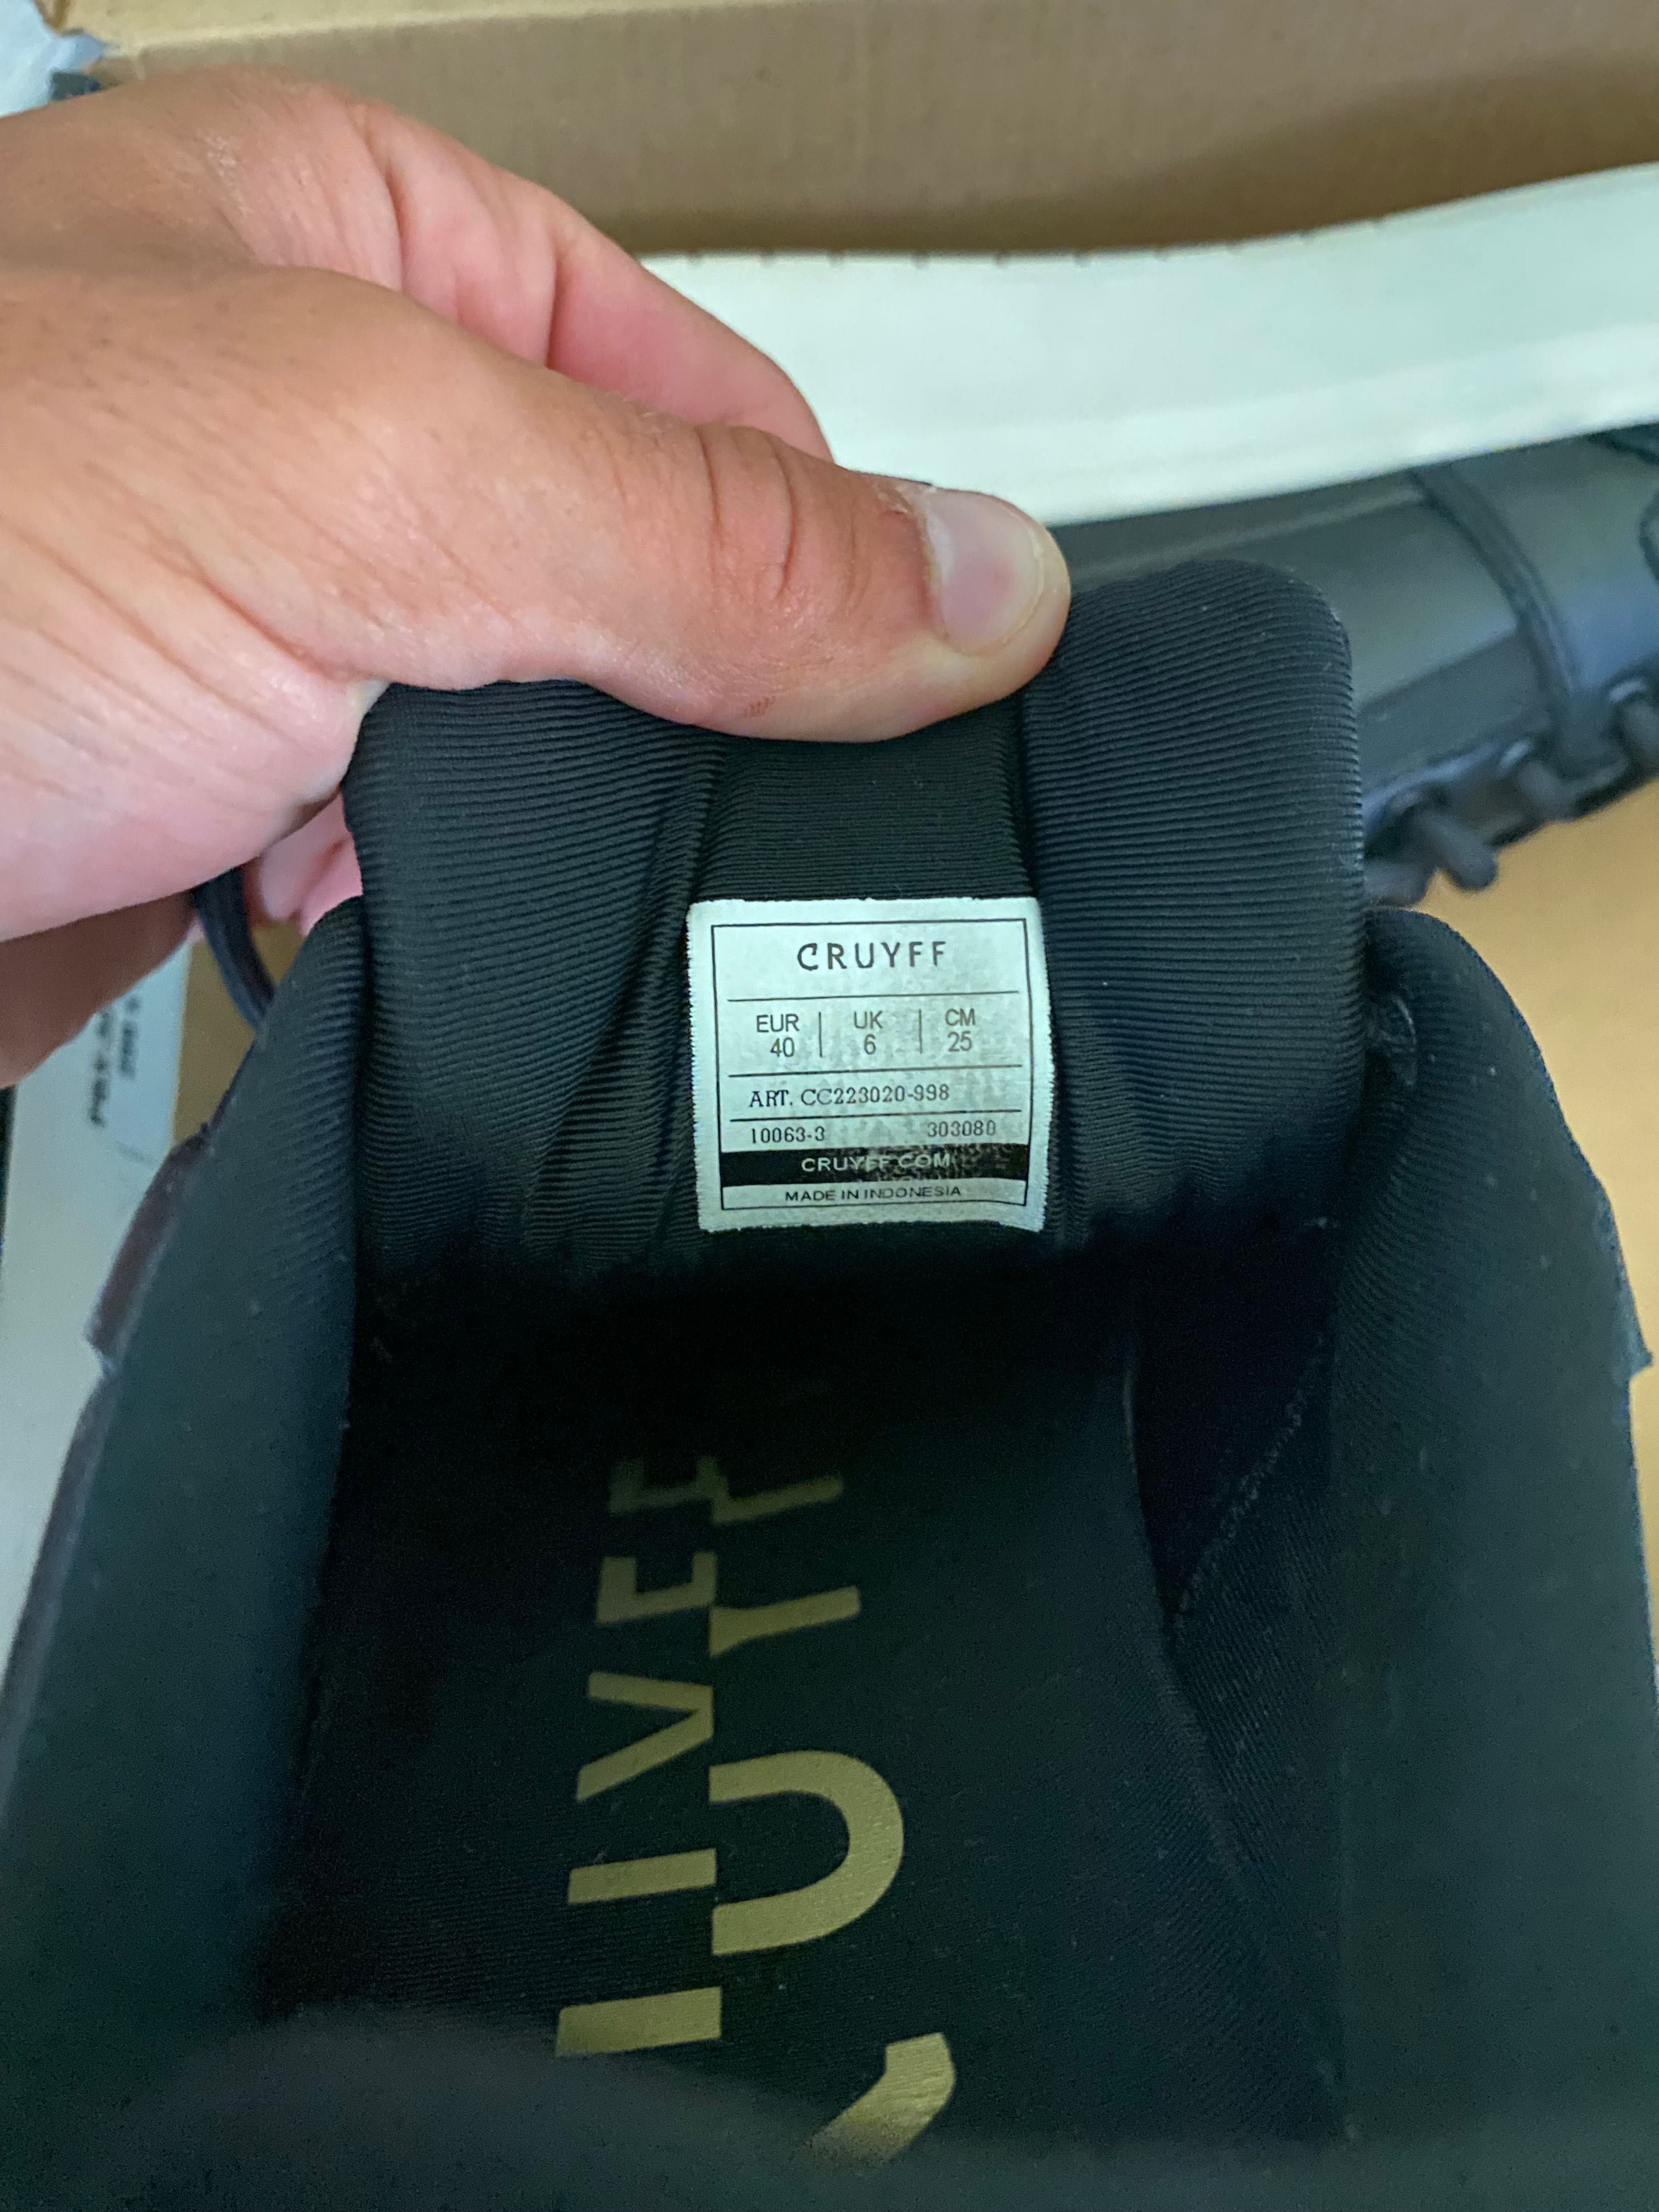 CRUYFF
EUR UK CM
40 6 25
ART. CC223020-998
10063-3 303080
CRUYFF.COM
MADE IN INDONESIA